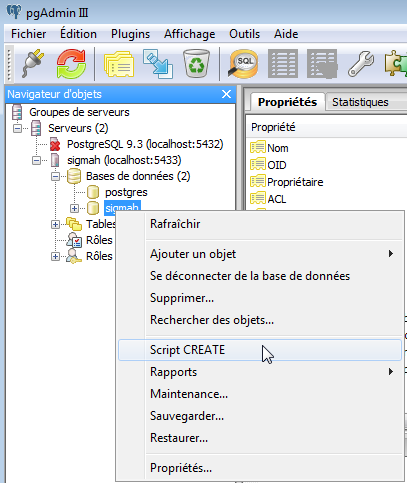 pgAdmin III
Fichier Édition Plugins Affichage Outils Aide
SQL
Navigateur d'objets
Groupes de serveurs
Serveurs (2)
PostgreSQL 9.3 (localhost:5432)
sigmah (localhost:5433)
Bases de données (2)
postgres
sigmah
Tables
Rôles
Rôles
Propriétés Statistiques
Propriété
Nom
OID
Propriétaire
ACL
Rafraîchir
Ajouter un objet
Se déconnecter de la base de données
Supprimer...
Rechercher des objets...
Script CREATE
Rapports
Maintenance...
Sauvegarder...
Restaurer...
Propriétés...